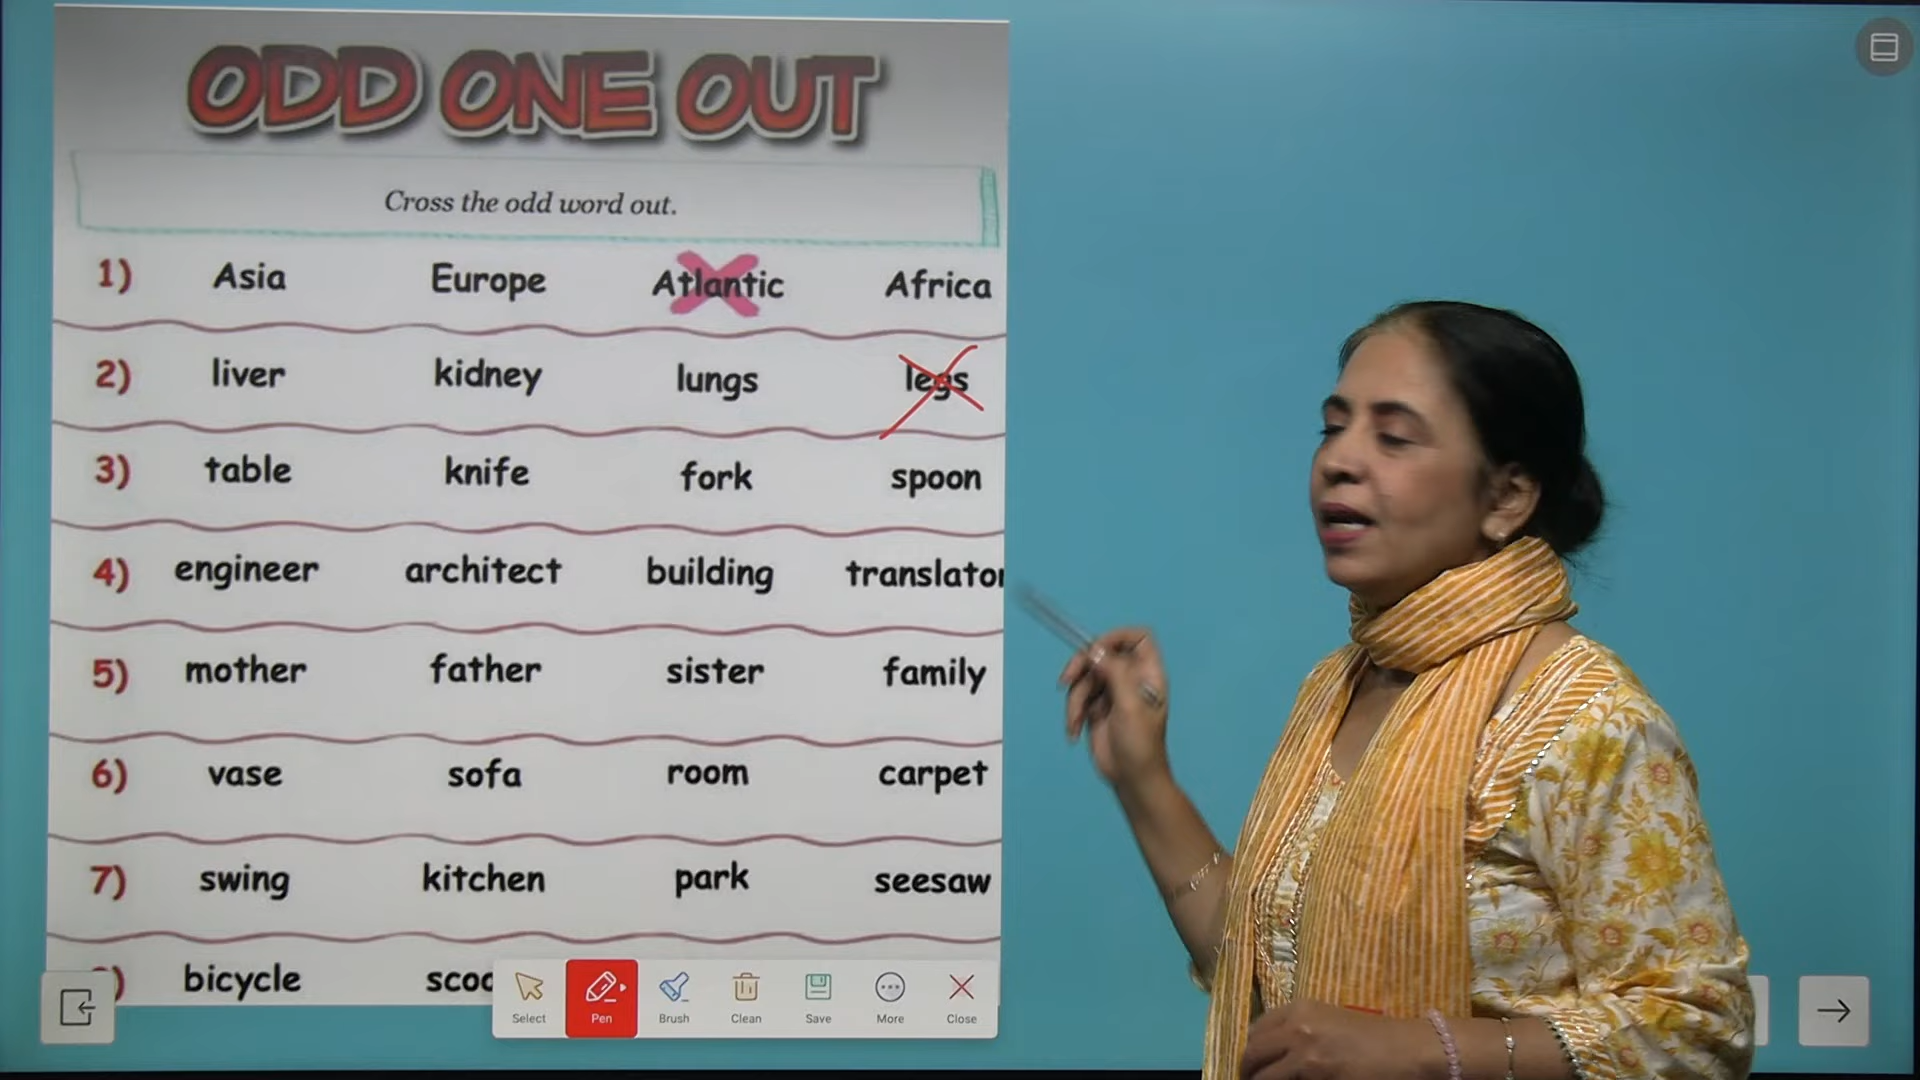 ODD ONE OUT
Cross the odd word out.
1) Asia Europe Atlantic Africa
2) liver kidney lungs legs
3) table knife fork spoon
4) engineer architect building translator
5) mother father sister family
6) vase sofa room carpet
7) swing kitchen park seesaw
bicycle
Select Pen Brush Clean Save More Close